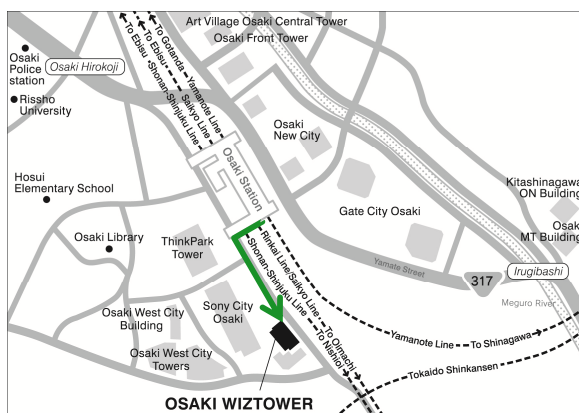 Art Village Osaki Central Tower
Osaki Front Tower
To Gotanda
Yamanote Line
To Ebisu
Saikyo Line
To Ebisu
Shonan-Shinjuku Line
Osaki
Police
station
Osaki Hirokoji
Rissho
University
Osaki
New City
Hosui
Elementary School
Osaki Station
Kitashinagawa
ON Building
Gate City Osaki
Osaki
MT Building
Osaki Library
ThinkPark
Tower
Yamate Street
317
Irugibashi
Meguro River
Rinkai Line/Saikyo Line
To Oimachi
Shonan-Shinjuku Line
To Nishioi
Sony City
Osaki
Osaki West City
Building
Yamanote Line
To Shinagawa
Osaki West City
Towers
Tokaido Shinkansen
OSAKI WIZTOWER